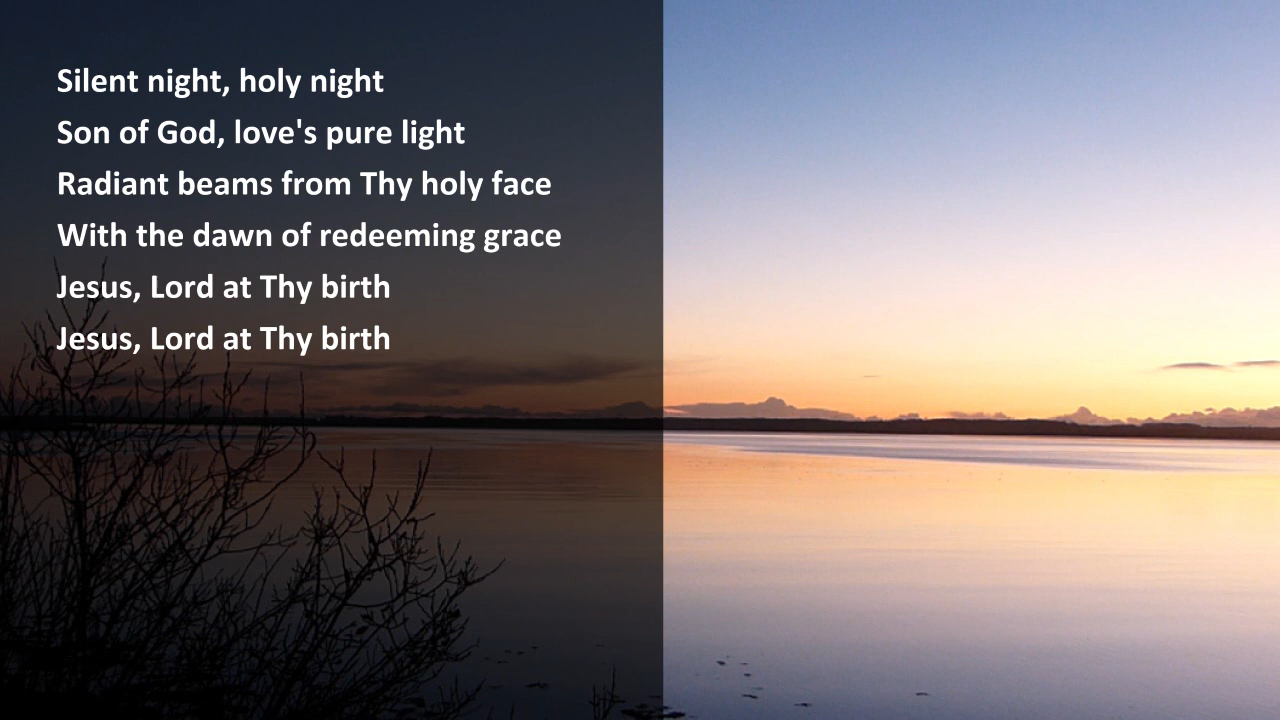 Silent night, holy night
Son of God, love's pure light
Radiant beams from Thy holy face
With the dawn of redeeming grace
Jesus, Lord at Thy birth
Jesus, Lord at Thy birth